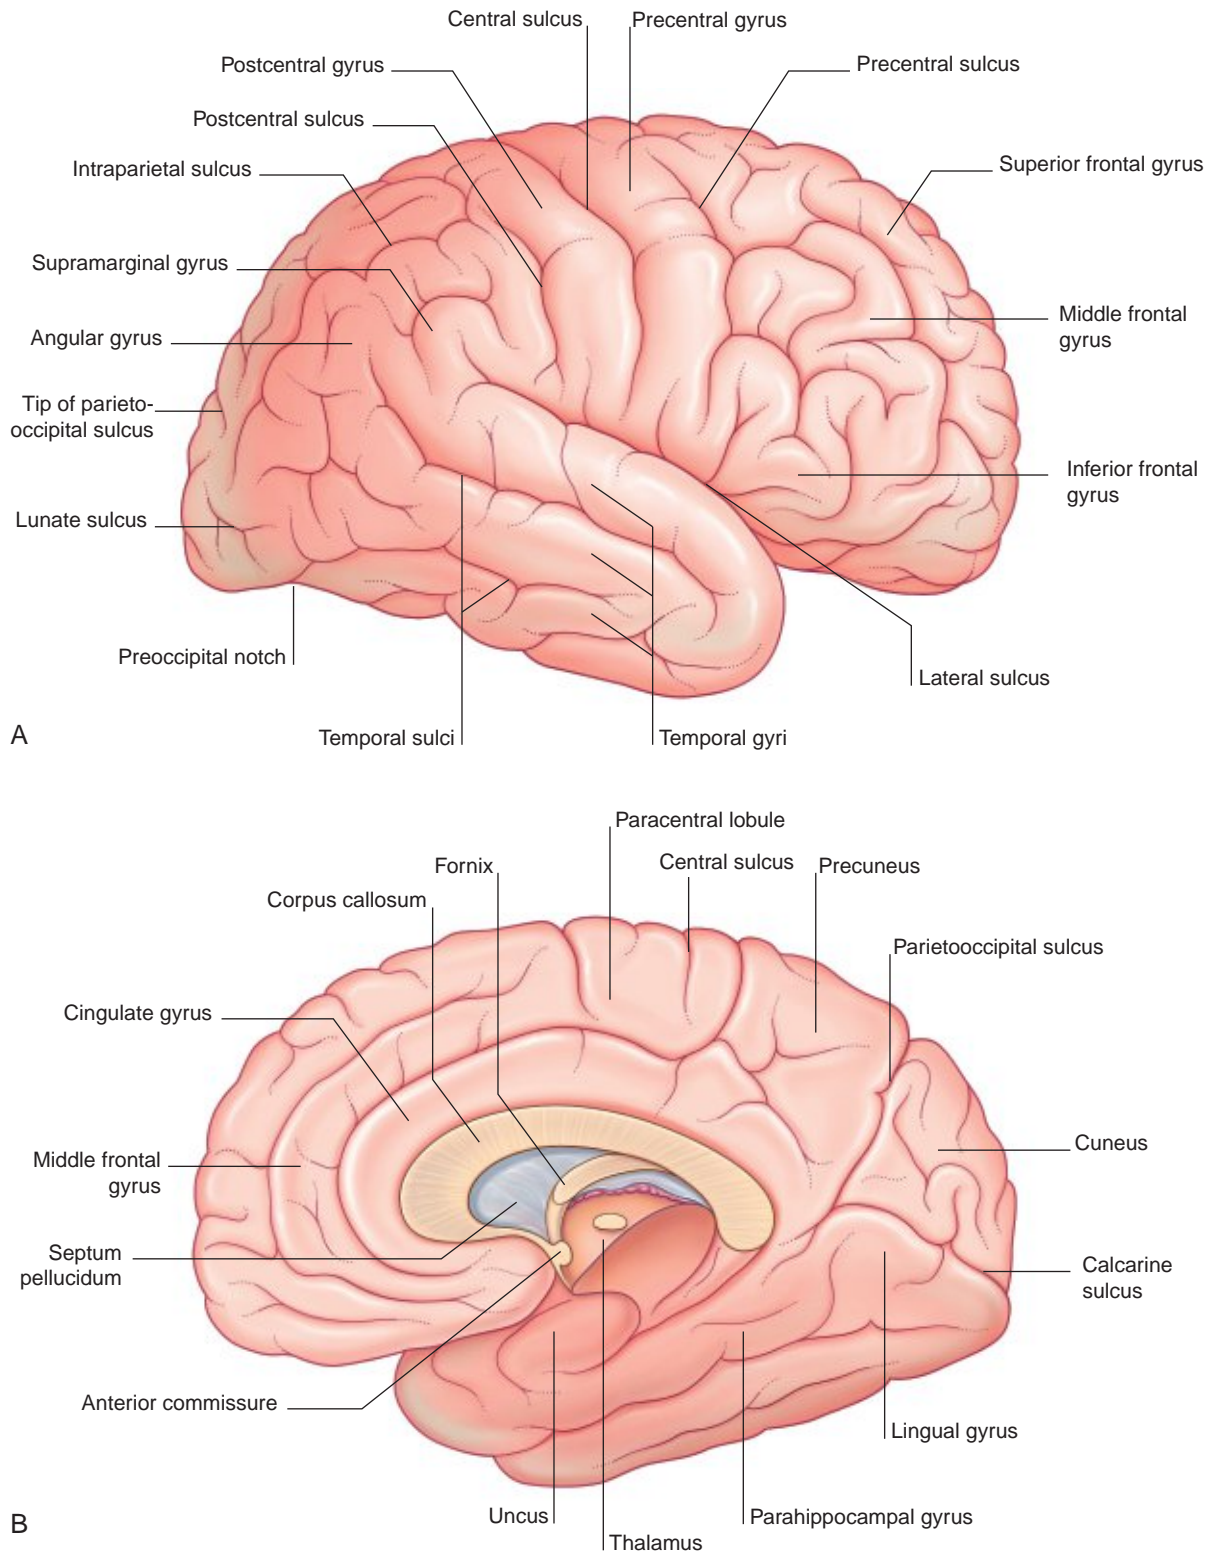 Central sulcus
Precentral gyrus
Postcentral gyrus
Precentral sulcus
Postcentral sulcus
Intraparietal sulcus
Superior frontal gyrus
Supramarginal gyrus
Angular gyrus
Middle frontal
gyrus
Tip of parieto-
occipital sulcus
Inferior frontal
gyrus
Lunate sulcus
Preoccipital notch
Lateral sulcus
A
Temporal sulci
Temporal gyri
Paracentral lobule
Fornix
Central sulcus
Precuneus
Corpus callosum
Parietooccipital sulcus
Cingulate gyrus
Cuneus
Middle frontal
gyrus
Septum
pellucidum
Calcarine
sulcus
Anterior commissure
Lingual gyrus
Uncus
Parahippocampal gyrus
B
Thalamus